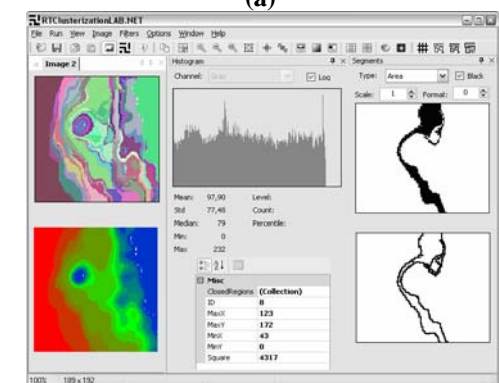 (a)
RTClusterizationLAB.NET
File Run View Image Filters Options Window Help
Image 2
Histogram
Channel: Gray
Log
Mean: 97,90 Level:
Std 77,48 Count:
Median: 79 Percentile:
Min: 0
Max: 232
Misc
ClosedRegions (Collection)
ID 8
MaxX 123
MaxY 172
MinX 43
MinY 0
Square 4317
Segments
Type: Area Black
Scale: 1 Format: 0
100% 189 x 192